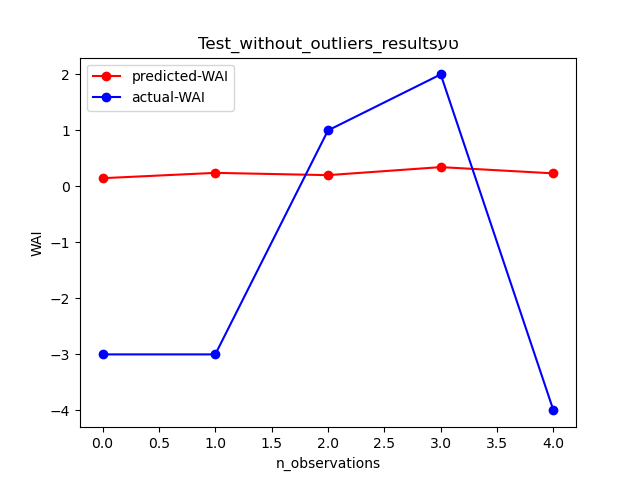 Test_without_outliers_resultsטע
predicted-WAI
actual-WAI
2
1
0
−1
−2
−3
−4
WAI
0.0 0.5 1.0 1.5 2.0 2.5 3.0 3.5 4.0
n_observations